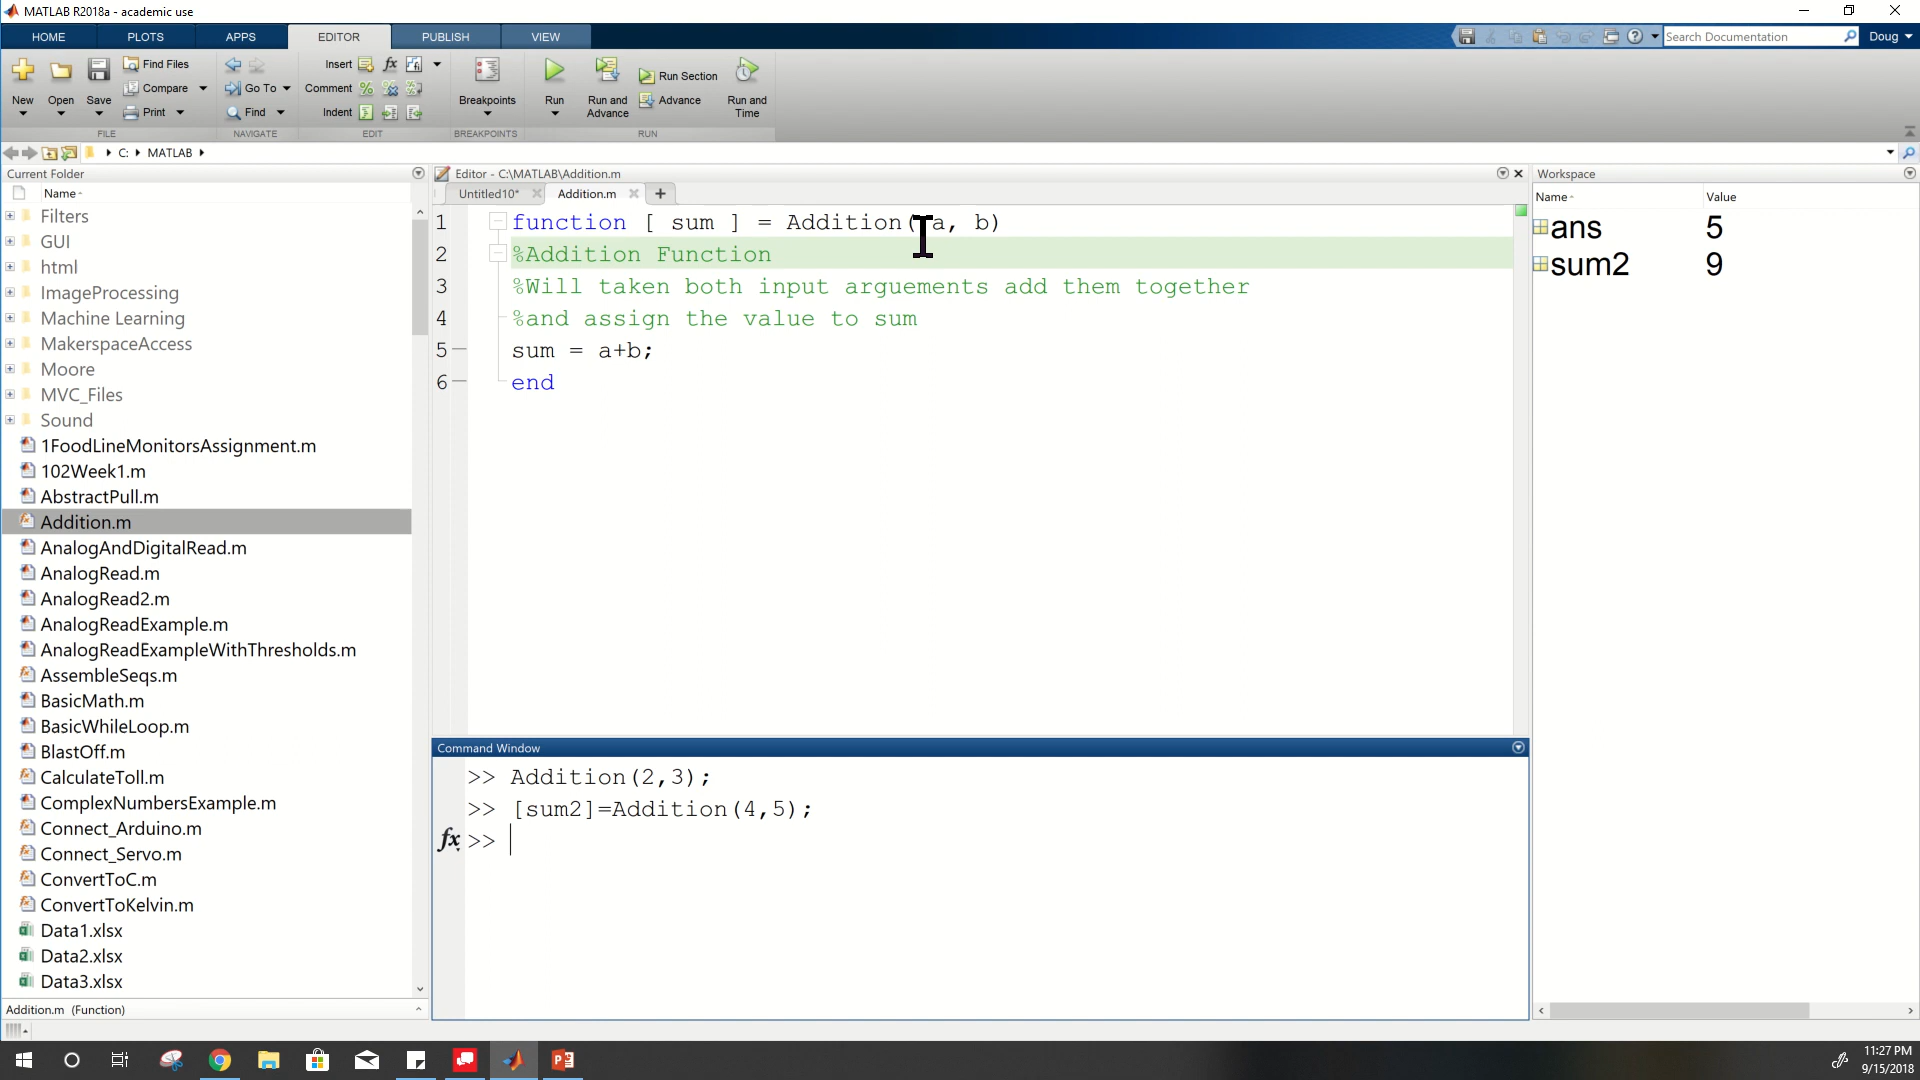 MATLAB R2018a - academic use
HOME PLOTS APPS EDITOR PUBLISH VIEW
Search Documentation
Doug
New
Open
Save
Find Files
Compare
Print
FILE
Go To
Find
NAVIGATE
Insert
fx
Comment
Indent
EDIT
Breakpoints
BREAKPOINTS
Run
Run and
Advance
Run Section
Advance
Run and
Time
RUN
C: MATLAB
Current Folder
Name
Filters
GUI
html
ImageProcessing
Machine Learning
MakerspaceAccess
Moore
MVC_Files
Sound
1FoodLineMonitorsAssignment.m
102Week1.m
AbstractPull.m
Addition.m
AnalogAndDigitalRead.m
AnalogRead.m
AnalogRead2.m
AnalogReadExample.m
AnalogReadExampleWithThresholds.m
AssembleSeqs.m
BasicMath.m
BasicWhileLoop.m
BlastOff.m
CalculateToll.m
ComplexNumbersExample.m
Connect_Arduino.m
Connect_Servo.m
ConvertToC.m
ConvertToKelvin.m
Data1.xlsx
Data2.xlsx
Data3.xlsx
Addition.m (Function)
Editor - C:\MATLAB\Addition.m
Untitled10* Addition.m
1 function [ sum ] = Addition( a, b)
2 %Addition Function
3 %Will taken both input arguements add them together
4 %and assign the value to sum
5 sum = a+b;
6 end
Command Window
>> Addition(2,3);
>> [sum2]=Addition(4,5);
fx >>
Workspace
Name Value
ans 5
sum2 9
11:27 PM
9/15/2018